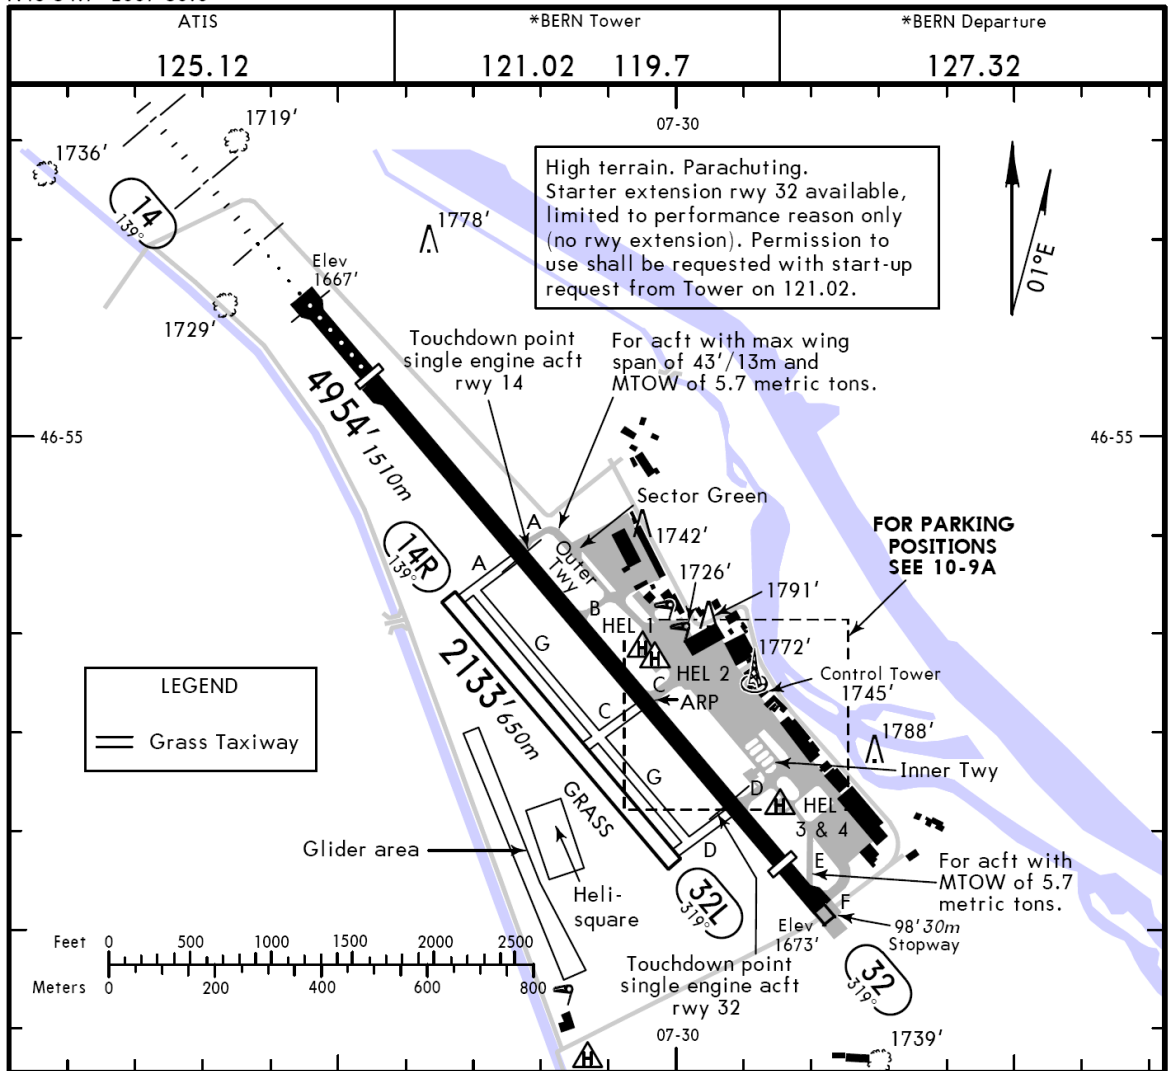 ATIS
125.12
*BERN Tower
121.02 119.7
*BERN Departure
127.32
07-30
1719'
1736'
14
139°
1778'
High terrain. Parachuting.
Starter extension rwy 32 available,
limited to performance reason only
(no rwy extension). Permission to
use shall be requested with start-up
request from Tower on 121.02.
01°E
Elev
1667'
1729'
Touchdown point
single engine acft
rwy 14
For acft with max wing
span of 43'/13m and
MTOW of 5.7 metric tons.
4954' 1510m
46-55
46-55
Sector Green
A
Outer
Twy
1742'
FOR PARKING
POSITIONS
SEE 10-9A
14R
139°
A
1726'
1791'
B
HEL 1
G
1772'
2133' 650m
HEL 2
Control Tower
1745'
C
ARP
C
LEGEND
Grass Taxiway
1788'
G
Inner Twy
D
GRASS
HEL
3 & 4
D
Glider area
E
For acft with
MTOW of 5.7
metric tons.
Heli-
square
32L
319°
F
Elev
1673'
98' 30m
Stopway
Feet 0 500 1000 1500 2000 2500
Meters 0 200 400 600 800
Touchdown point
single engine acft
rwy 32
32
319°
07-30
1739'
H
H
H
H